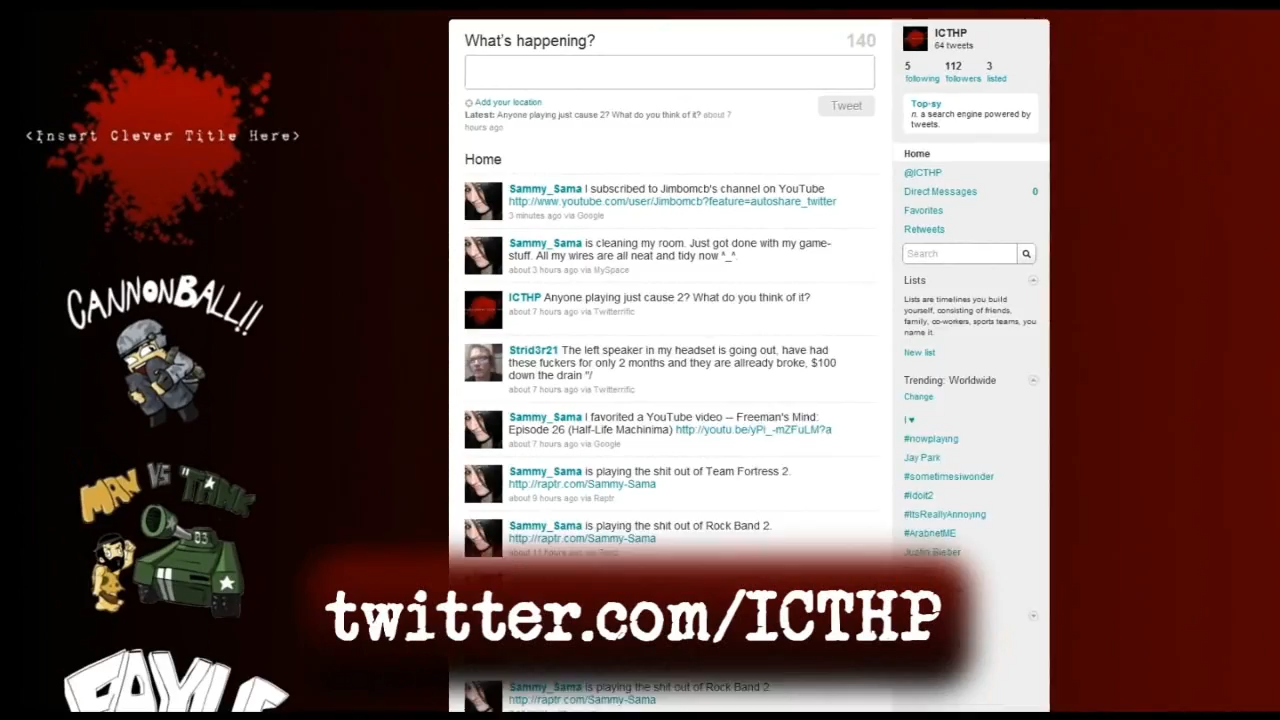 <Insert Clever Title Here>
CANNONBALL!!
MAN VS TANK
03
What's happening?
140
Add your location
Latest: Anyone playing just cause 2? What do you think of it? about 7
hours ago
Tweet
Home
Sammy_Sama I subscribed to Jimbomcb's channel on YouTube
http://www.youtube.com/user/Jimbomcb?feature=autoshare_twitter
3 minutes ago via Google
Sammy_Sama is cleaning my room. Just got done with my game-
stuff. All my wires are all neat and tidy now ^_^.
about 3 hours ago via MySpace
ICTHP Anyone playing just cause 2? What do you think of it?
about 7 hours ago via Twitterrific
Strid3r21 The left speaker in my headset is going out, have had
these fuckers for only 2 months and they are allready broke, $100
down the drain "/
about 7 hours ago via Twitterrific
Sammy_Sama I favorited a YouTube video -- Freeman's Mind:
Episode 26 (Half-Life Machinima) http://youtu.be/yPi_-mZFuLM?a
about 7 hours ago via Google
Sammy_Sama is playing the shit out of Team Fortress 2.
http://raptr.com/Sammy-Sama
about 9 hours ago via Raptr
Sammy_Sama is playing the shit out of Rock Band 2.
http://raptr.com/Sammy-Sama
about 11 hours ago via Raptr
twitter.com/ICTHP
Sammy_Sama is playing the shit out of Rock Band 2.
http://raptr.com/Sammy-Sama
ICTHP
64 tweets
5 112 3
following followers listed
Top-sy
n. a search engine powered by
tweets.
Home
@ICTHP
Direct Messages 0
Favorites
Retweets
Search
Lists
Lists are timelines you build
yourself, consisting of friends,
family, co-workers, sports teams, you
name it.
New list
Trending: Worldwide
Change
I ♥
#nowplaying
Jay Park
#sometimesiwonder
#Idoit2
#ItsReallyAnnoying
#ArabnetME
Justin Bieber